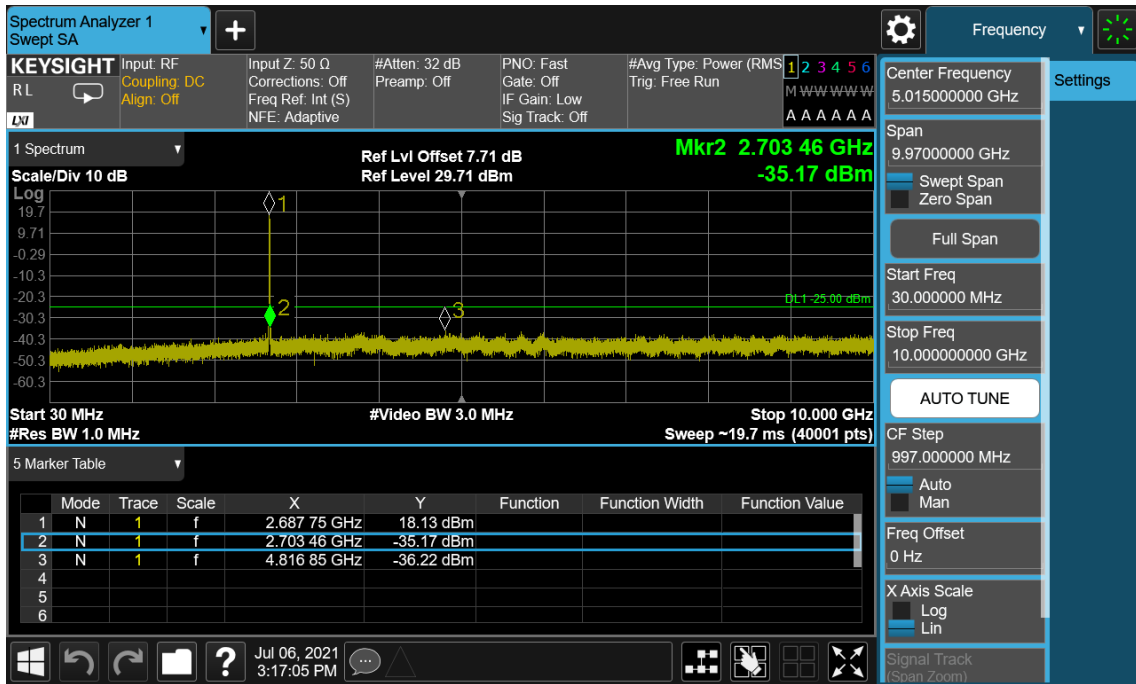 Spectrum Analyzer 1
Swept SA
Frequency
KEYSIGHT
RL
LXI
Input: RF
Coupling: DC
Align: Off
Input Z: 50 Ω
Corrections: Off
Freq Ref: Int (S)
NFE: Adaptive
#Atten: 32 dB
Preamp: Off
PNO: Fast
Gate: Off
IF Gain: Low
Sig Track: Off
#Avg Type: Power (RMS
Trig: Free Run
1 2 3 4 5 6
M W W W W W
A A A A A A
1 Spectrum
Scale/Div 10 dB
Ref Lvl Offset 7.71 dB
Ref Level 29.71 dBm
Mkr2 2.703 46 GHz
-35.17 dBm
Log
19.7
9.71
-0.29
-10.3
-20.3
-30.3
-40.3
-50.3
-60.3
1
2
3
DL1 -25.00 dBm
Start 30 MHz
#Video BW 3.0 MHz
Stop 10.000 GHz
#Res BW 1.0 MHz
Sweep ~19.7 ms (40001 pts)
5 Marker Table
Mode Trace Scale X Y Function Function Width Function Value
1 N 1 f 2.687 75 GHz 18.13 dBm
2 N 1 f 2.703 46 GHz -35.17 dBm
3 N 1 f 4.816 85 GHz -36.22 dBm
4
5
6
?
Jul 06, 2021
3:17:05 PM
Center Frequency
5.015000000 GHz
Span
9.97000000 GHz
Swept Span
Zero Span
Full Span
Start Freq
30.000000 MHz
Stop Freq
10.000000000 GHz
AUTO TUNE
CF Step
997.000000 MHz
Auto
Man
Freq Offset
0 Hz
X Axis Scale
Log
Lin
Signal Track
(Span Zoom)
Settings